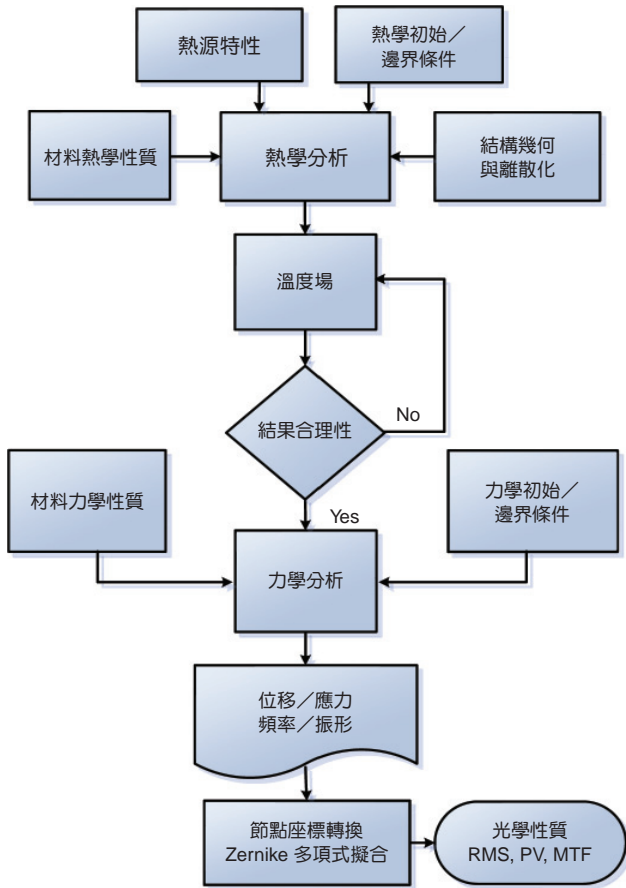 熱源特性
熱學初始／
邊界條件
材料熱學性質
熱學分析
結構幾何
與離散化
溫度場
結果合理性
No
Yes
材料力學性質
力學初始／
邊界條件
力學分析
位移／應力
頻率／振形
節點座標轉換
Zernike 多項式擬合
光學性質
RMS, PV, MTF